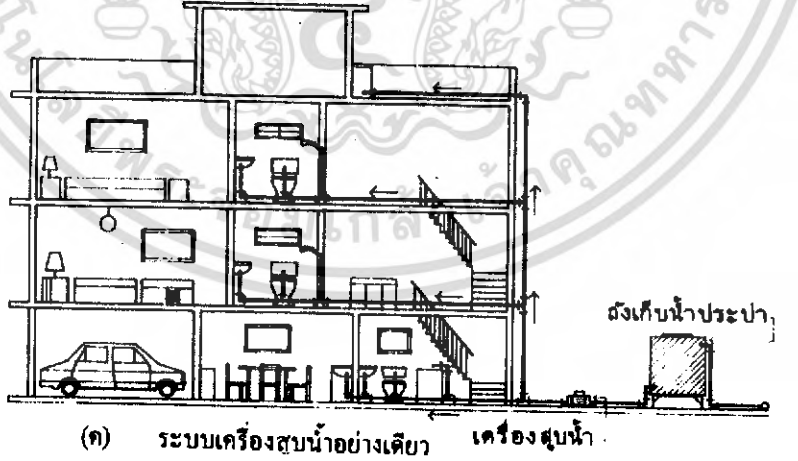 ถังเก็บน้ำประปา
(ค) ระบบเครื่องสูบน้ำอย่างเดียว เครื่องสูบน้ำ